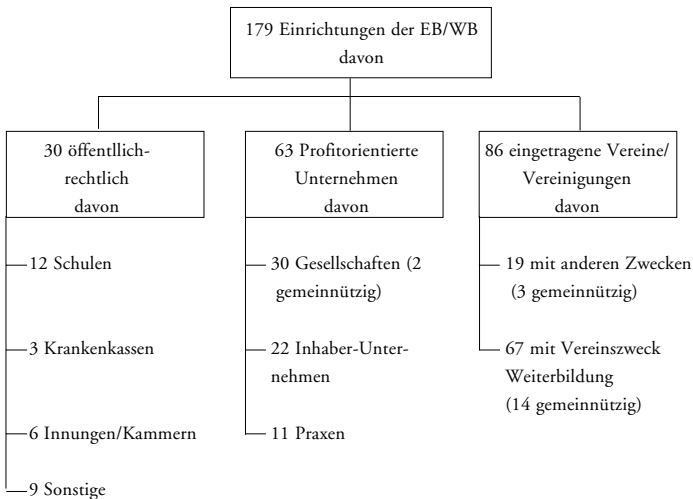 179 Einrichtungen der EB/WB
davon
30 öffentllich-
rechtlich
davon
12 Schulen
3 Krankenkassen
6 Innungen/Kammern
9 Sonstige
63 Profitorientierte
Unternehmen
davon
30 Gesellschaften (2
gemeinnützig)
22 Inhaber-Unter-
nehmen
11 Praxen
86 eingetragene Vereine/
Vereinigungen
davon
19 mit anderen Zwecken
(3 gemeinnützig)
67 mit Vereinszweck
Weiterbildung
(14 gemeinnützig)